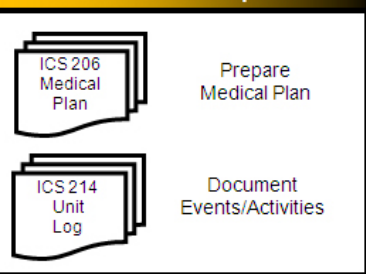 ICS 206
Medical
Plan
Prepare
Medical Plan
ICS 214
Unit
Log
Document
Events/Activities